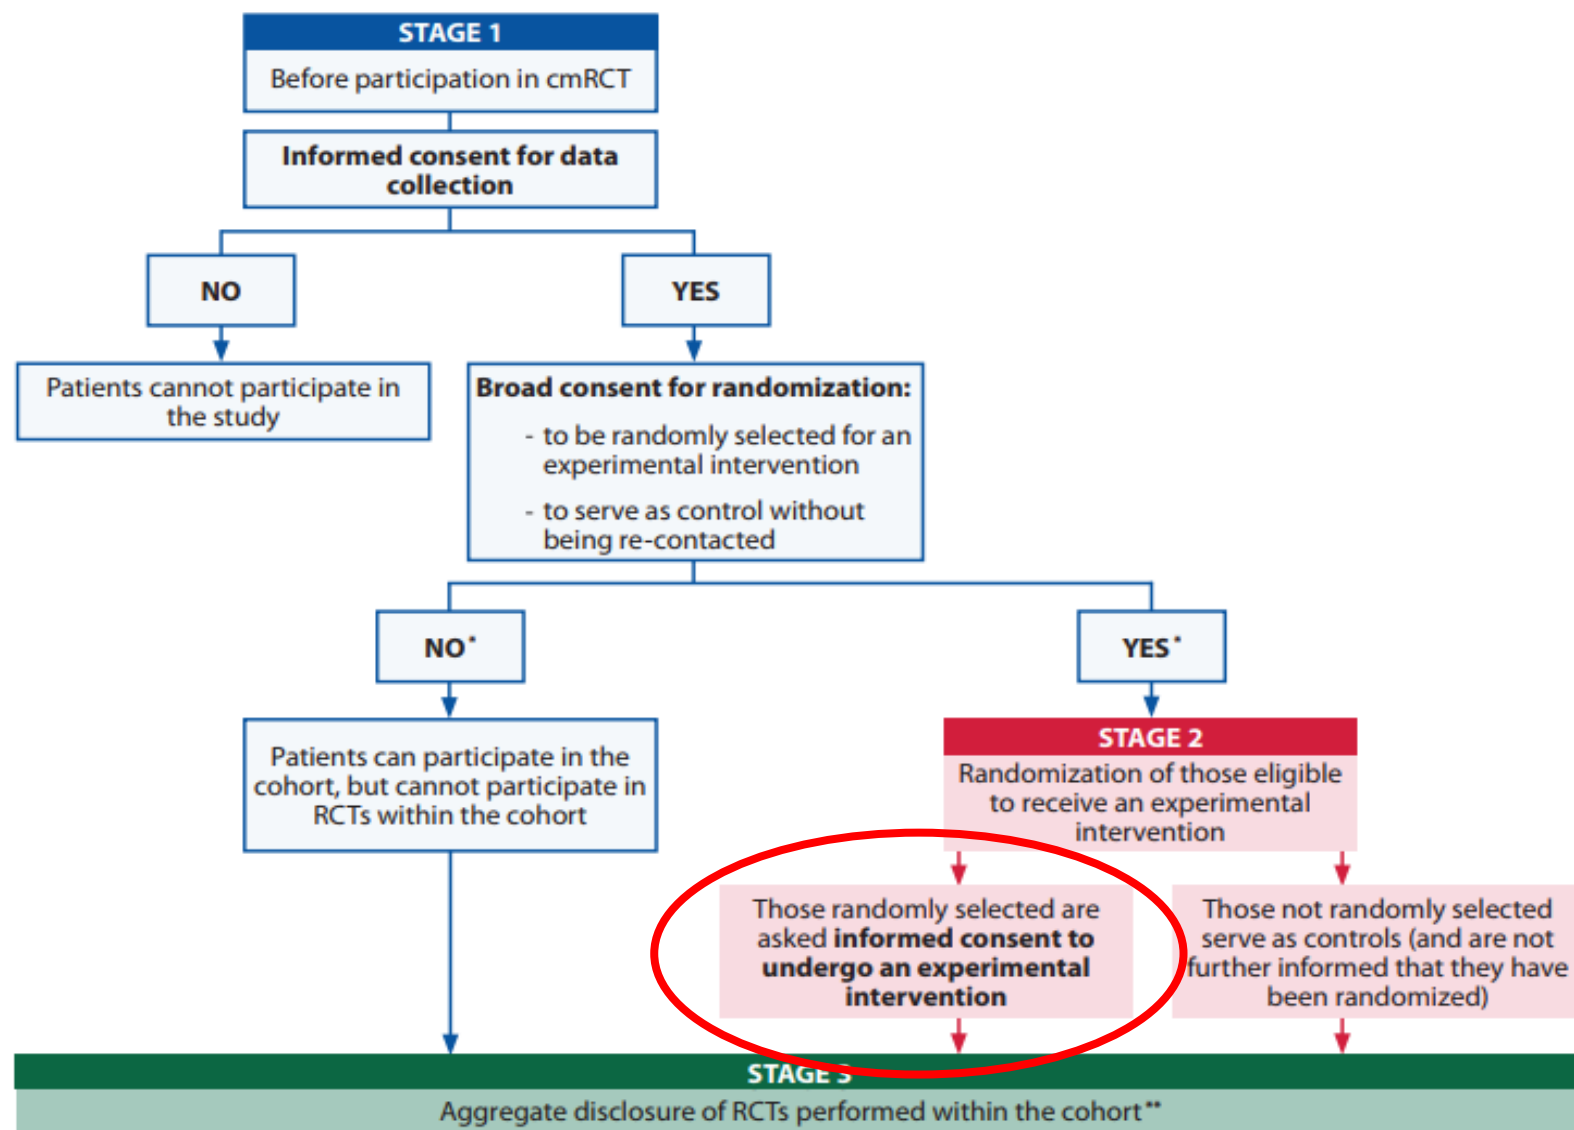 STAGE 1
Before participation in cmRCT
Informed consent for data
collection
NO
YES
Patients cannot participate in
the study
Broad consent for randomization:
- to be randomly selected for an
experimental intervention
- to serve as control without
being re-contacted
NO*
YES*
Patients can participate in the
cohort, but cannot participate in
RCTs within the cohort
STAGE 2
Randomization of those eligible
to receive an experimental
intervention
Those randomly selected are
asked informed consent to
undergo an experimental
intervention
Those not randomly selected
serve as controls (and are not
further informed that they have
been randomized)
STAGE 3
Aggregate disclosure of RCTs performed within the cohort**